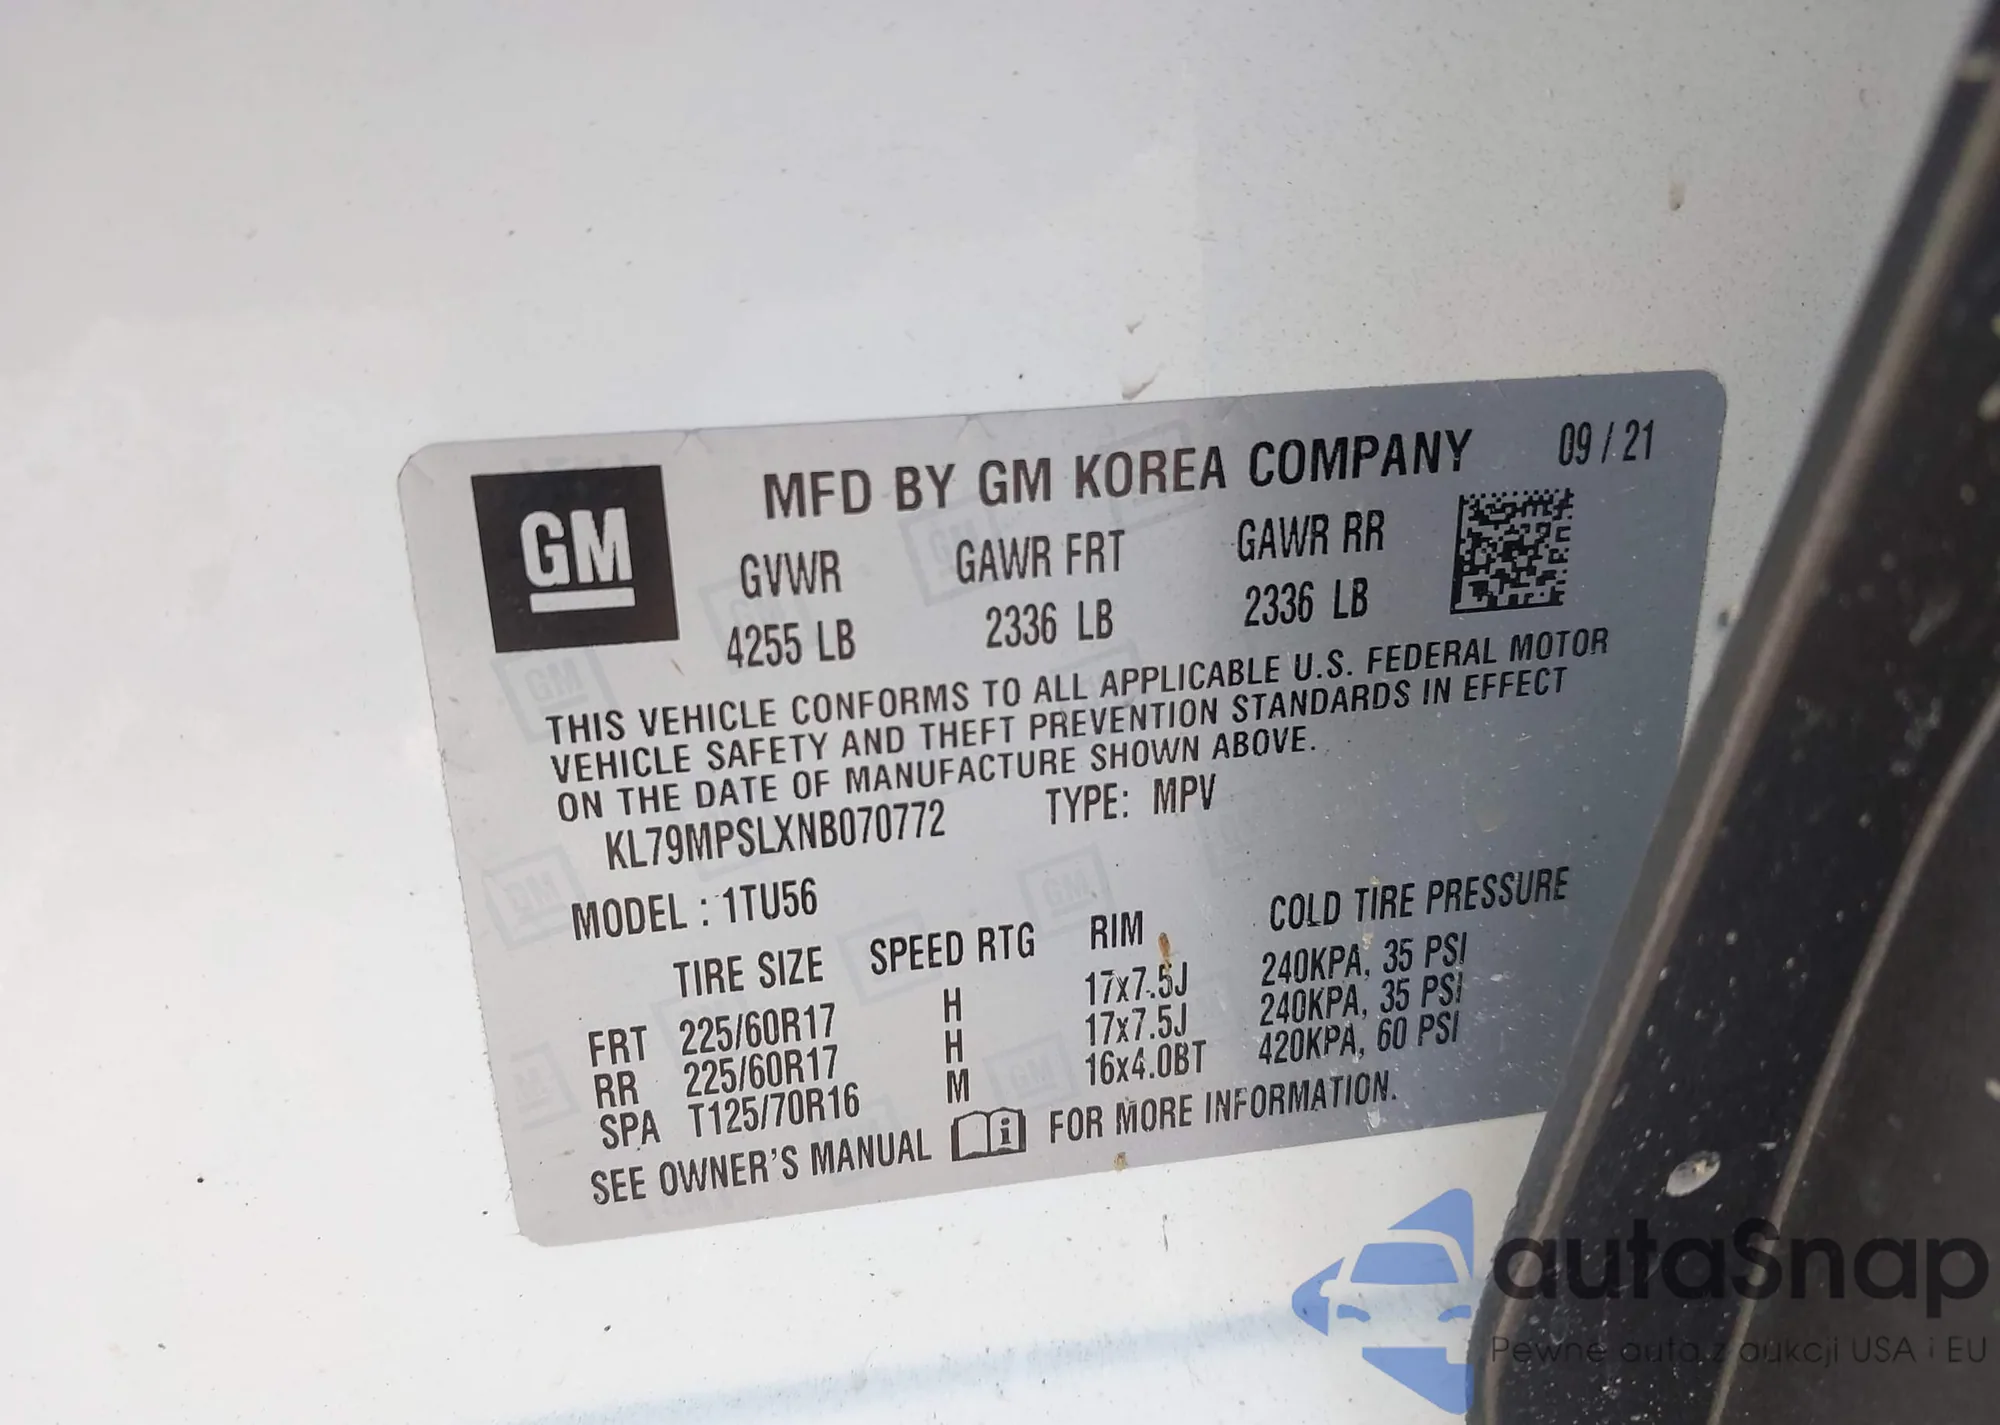 GM
MFD BY GM KOREA COMPANY 09 / 21
GVWR GAWR FRT GAWR RR
4255 LB 2336 LB 2336 LB
THIS VEHICLE CONFORMS TO ALL APPLICABLE U.S. FEDERAL MOTOR
VEHICLE SAFETY AND THEFT PREVENTION STANDARDS IN EFFECT
ON THE DATE OF MANUFACTURE SHOWN ABOVE.
KL79MPSLXNB070772 TYPE: MPV
MODEL : 1TU56
TIRE SIZE SPEED RTG RIM COLD TIRE PRESSURE
FRT 225/60R17 H 17x7.5J 240KPA, 35 PSI
RR 225/60R17 H 17x7.5J 240KPA, 35 PSI
SPA T125/70R16 M 16x4.0BT 420KPA, 60 PSI
SEE OWNER'S MANUAL i FOR MORE INFORMATION.
autaSnap
Pewne auta z aukcji USA i EU